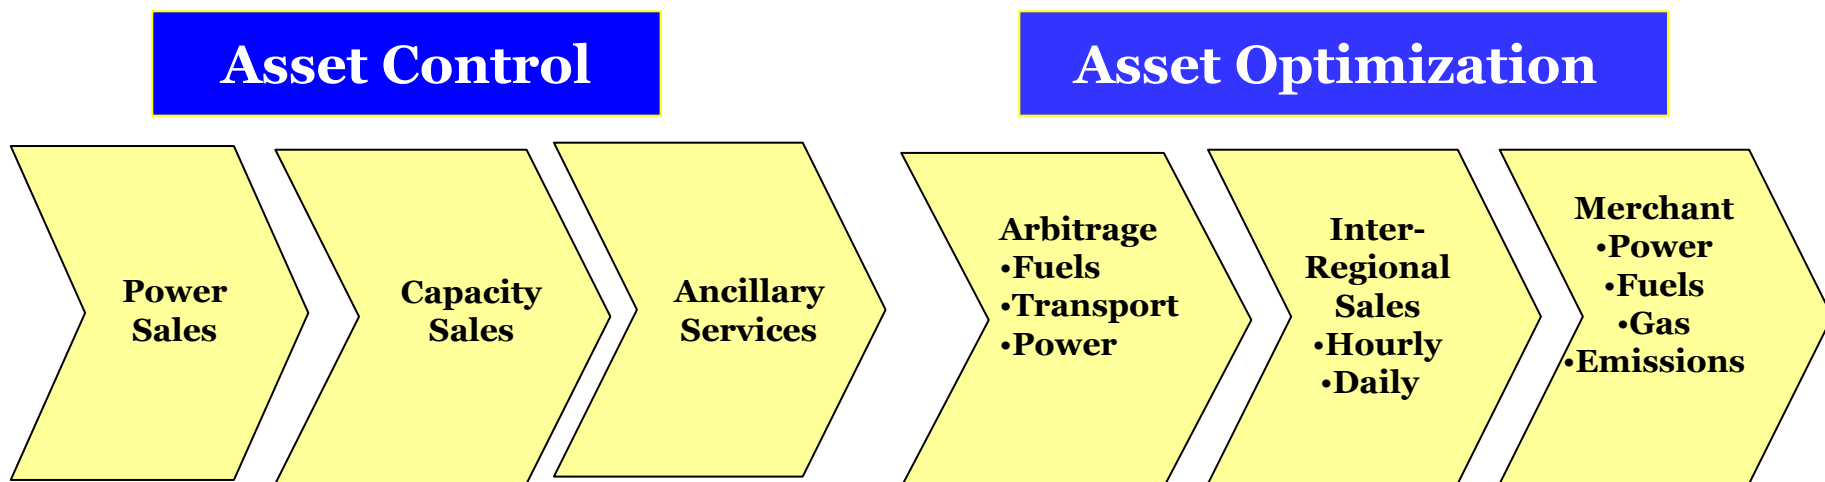 Asset Control
Asset Optimization
Power
Sales
Capacity
Sales
Ancillary
Services
Arbitrage
•Fuels
•Transport
•Power
Inter-
Regional
Sales
•Hourly
•Daily
Merchant
•Power
•Fuels
•Gas
•Emissions